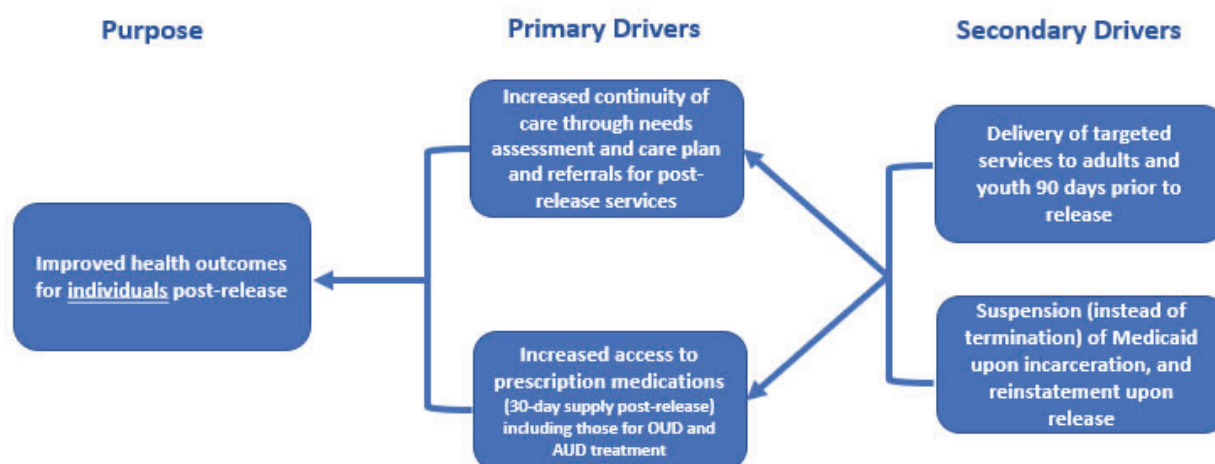 Purpose
Primary Drivers
Secondary Drivers
Improved health outcomes
for individuals post-release
Increased continuity of
care through needs
assessment and care plan
and referrals for post-
release services
Increased access to
prescription medications
(30-day supply post-release)
including those for OUD and
AUD treatment
Delivery of targeted
services to adults and
youth 90 days prior to
release
Suspension (instead of
termination) of Medicaid
upon incarceration, and
reinstatement upon
release